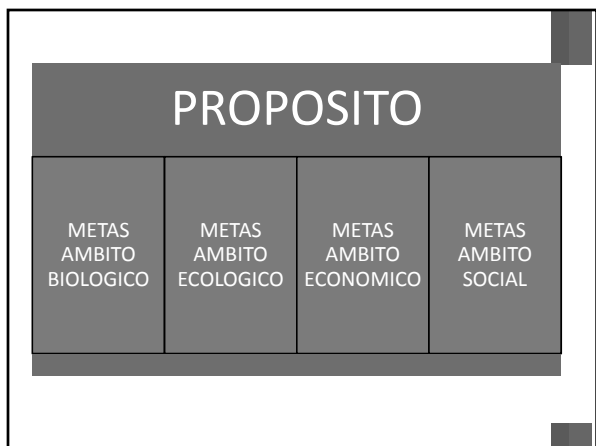 PROPOSITO
METAS
AMBITO
BIOLOGICO
METAS
AMBITO
ECOLOGICO
METAS
AMBITO
ECONOMICO
METAS
AMBITO
SOCIAL